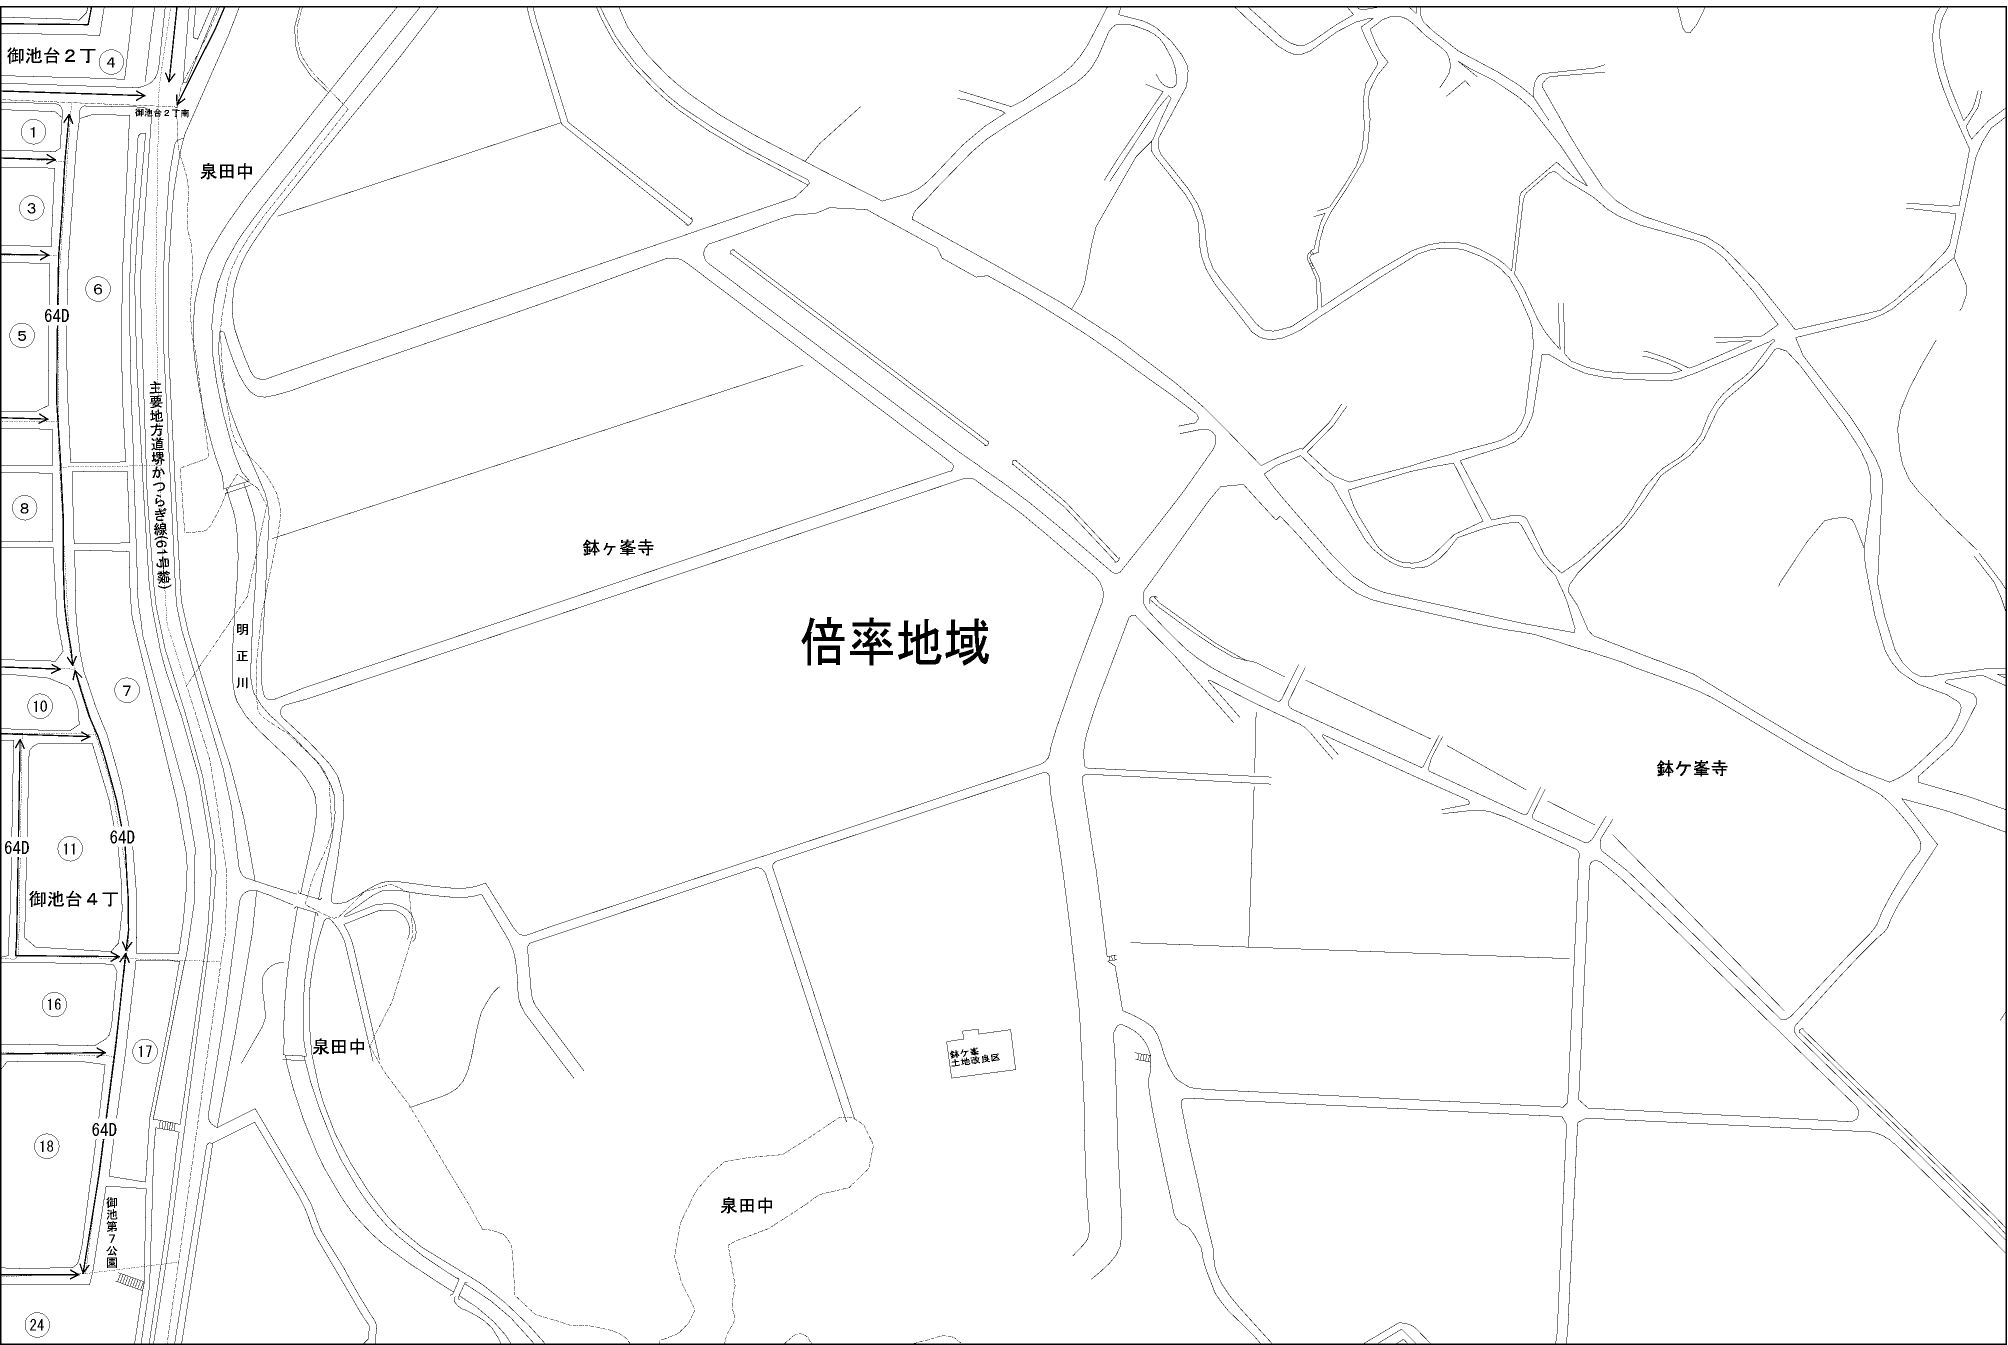 御池台２丁
④
御池台２丁南
①
泉田中
③
⑥
64D
⑤
主要地方道堺かつらぎ線(61号線)
⑧
鉢ヶ峯寺
倍率地域
明正川
⑦
⑩
鉢ケ峯寺
64D
64D
⑪
御池台４丁
⑯
⑰
泉田中
鉢ケ峯
土地改良区
64D
⑱
御池第７公園
泉田中
㉔